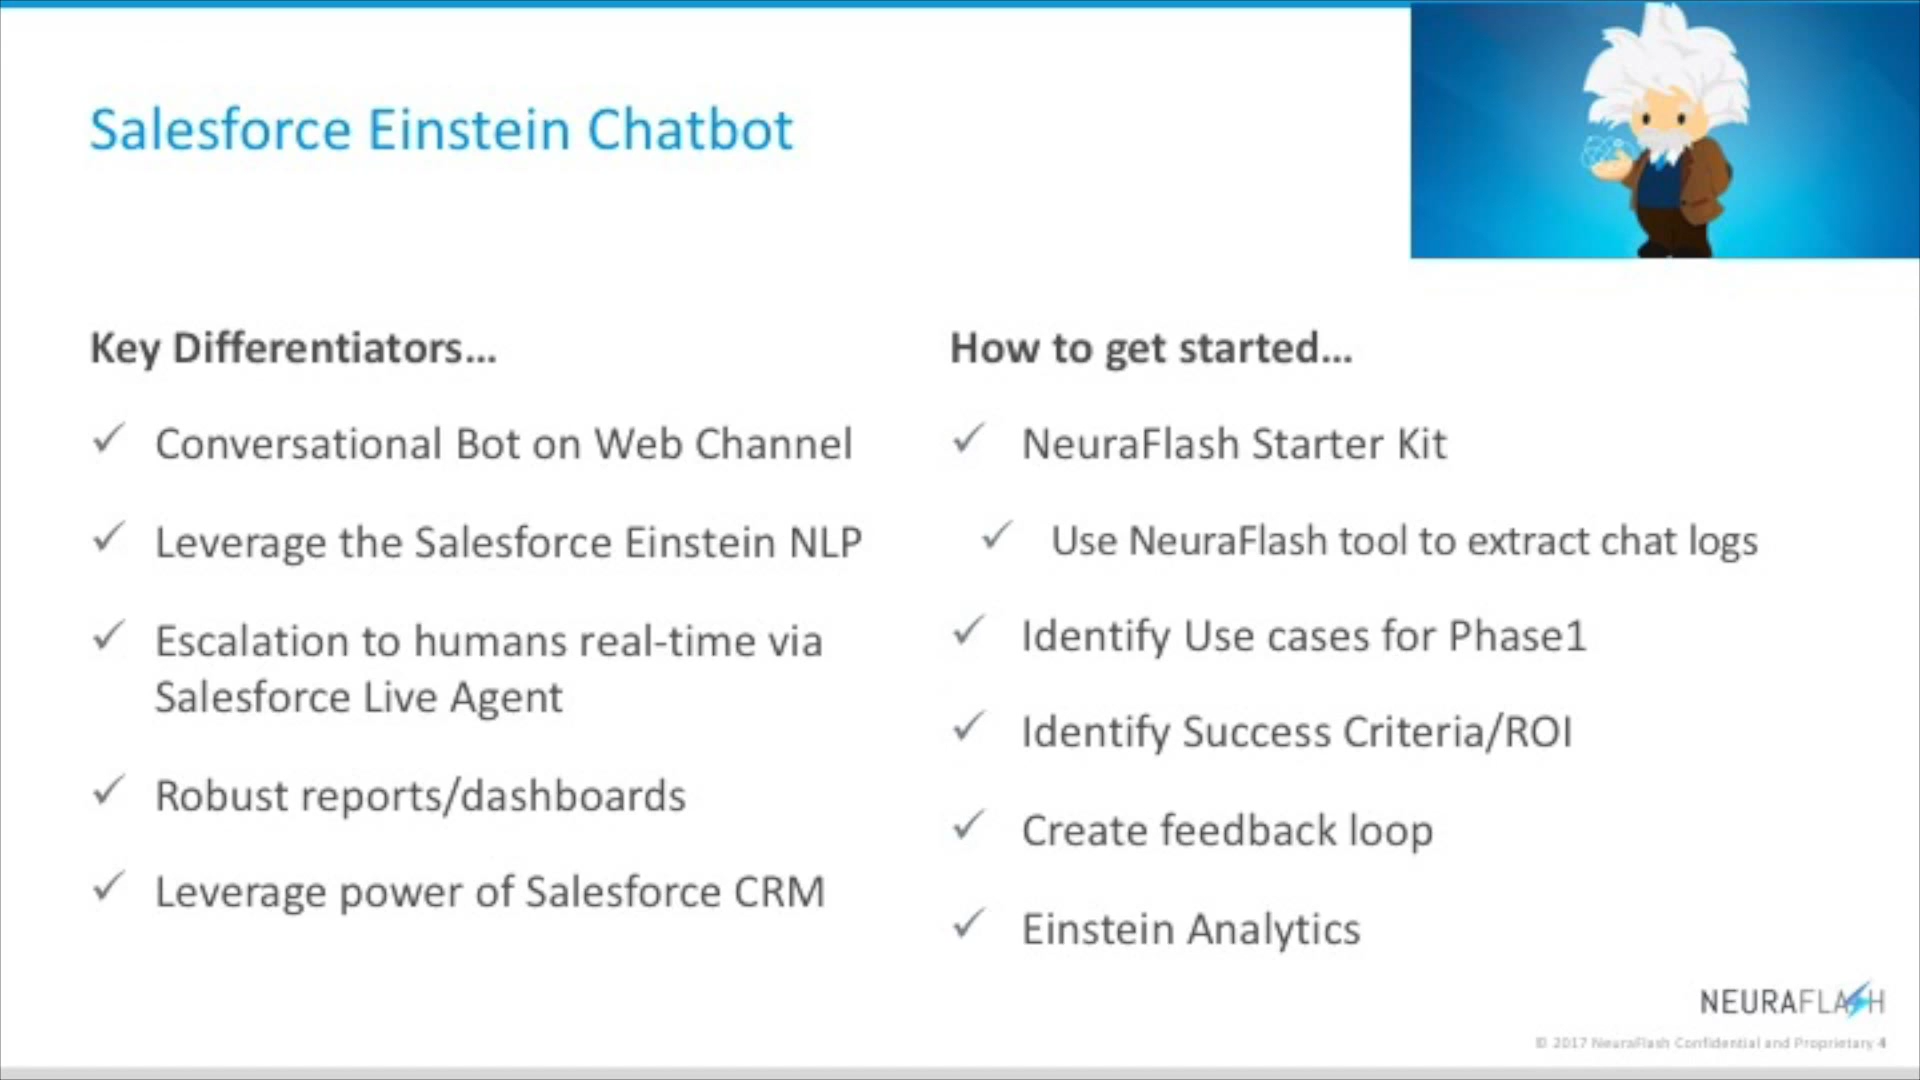 Salesforce Einstein Chatbot
Key Differentiators...
✓ Conversational Bot on Web Channel
✓ Leverage the Salesforce Einstein NLP
✓ Escalation to humans real-time via
Salesforce Live Agent
✓ Robust reports/dashboards
✓ Leverage power of Salesforce CRM
How to get started...
✓ NeuraFlash Starter Kit
✓ Use NeuraFlash tool to extract chat logs
✓ Identify Use cases for Phase1
✓ Identify Success Criteria/ROI
✓ Create feedback loop
✓ Einstein Analytics
NEURAFLASH
© 2017 NeuraFlash Confidential and Proprietary 4